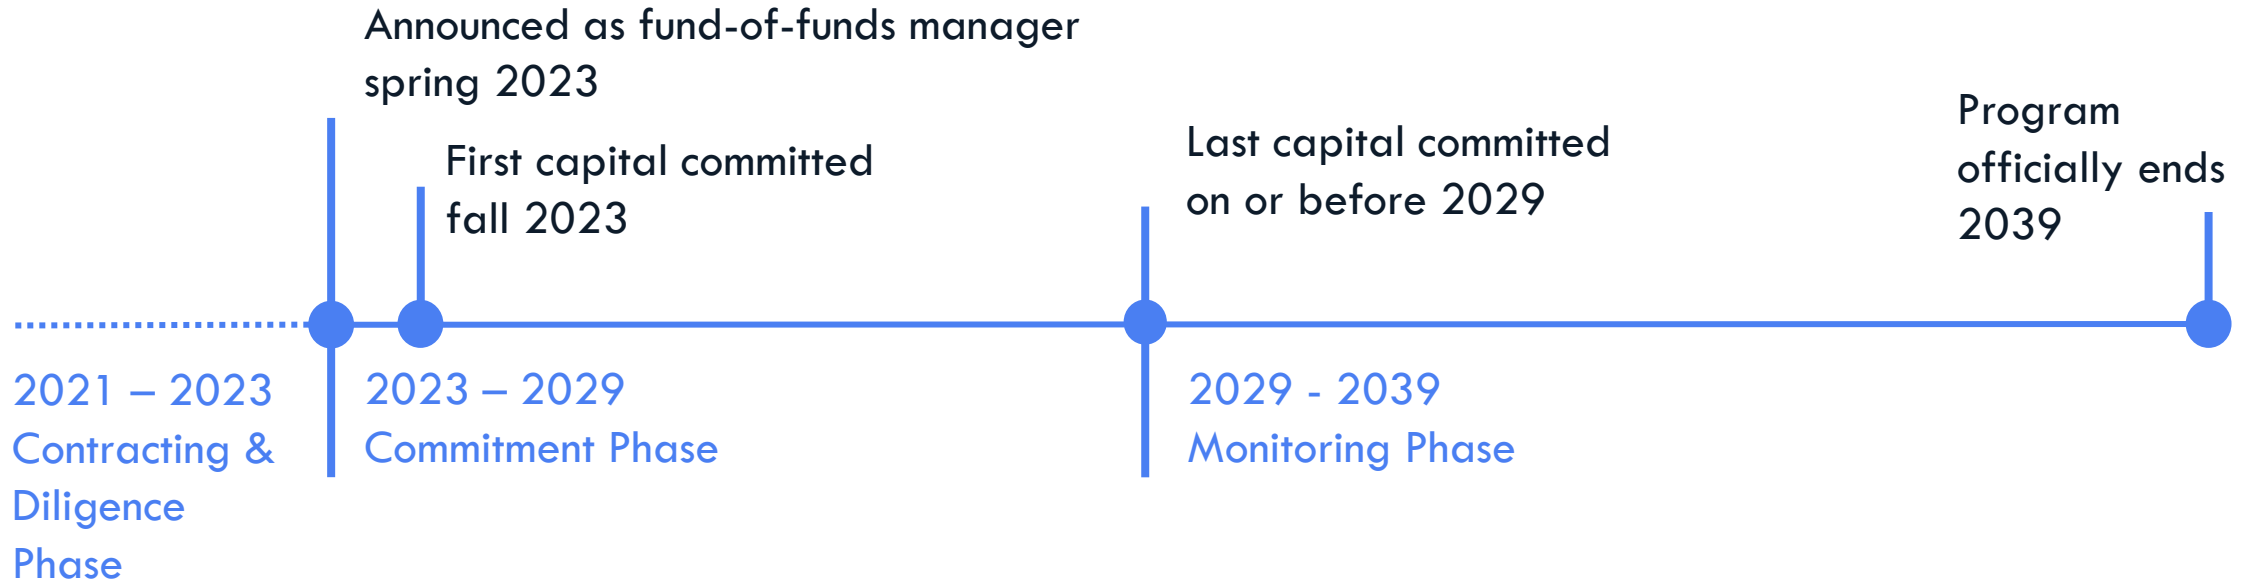 Announced as fund-of-funds manager
spring 2023
First capital committed
fall 2023
Last capital committed
on or before 2029
Program
officially ends
2039
2021 – 2023
Contracting &
Diligence
Phase
2023 – 2029
Commitment Phase
2029 - 2039
Monitoring Phase